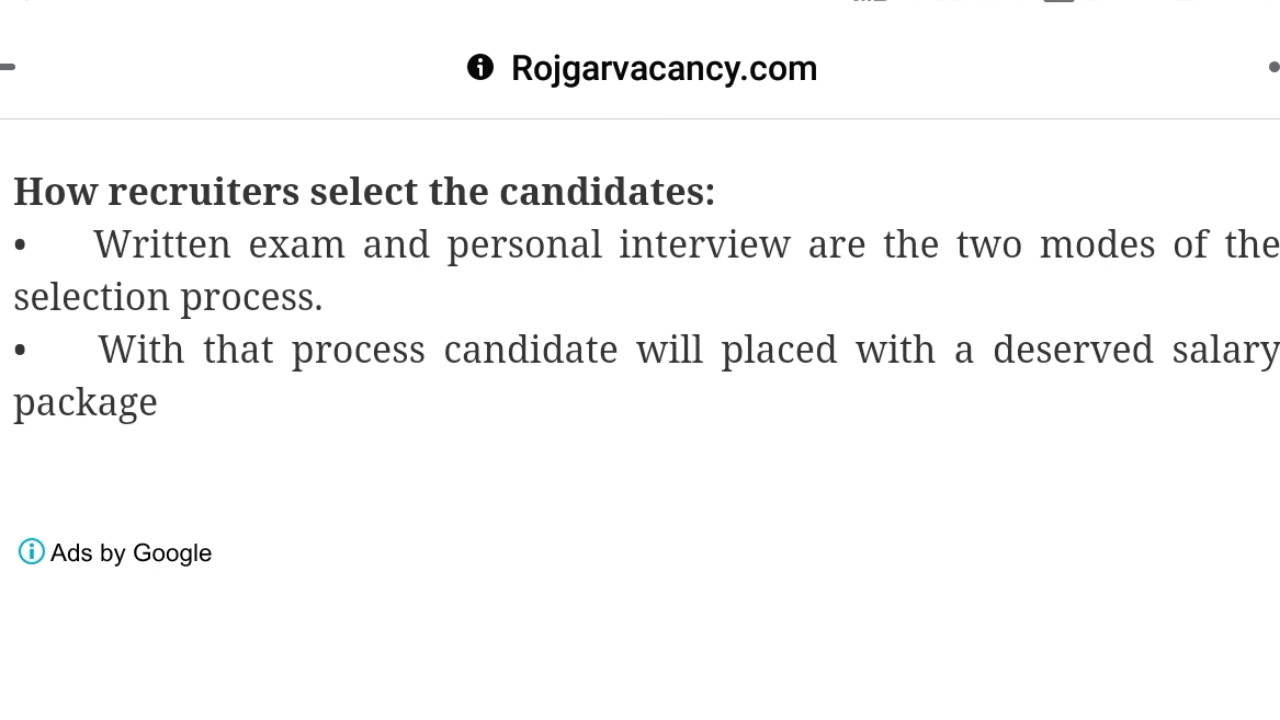 Rojgarvacancy.com
How recruiters select the candidates:
• Written exam and personal interview are the two modes of the
selection process.
• With that process candidate will placed with a deserved salary
package
Ads by Google